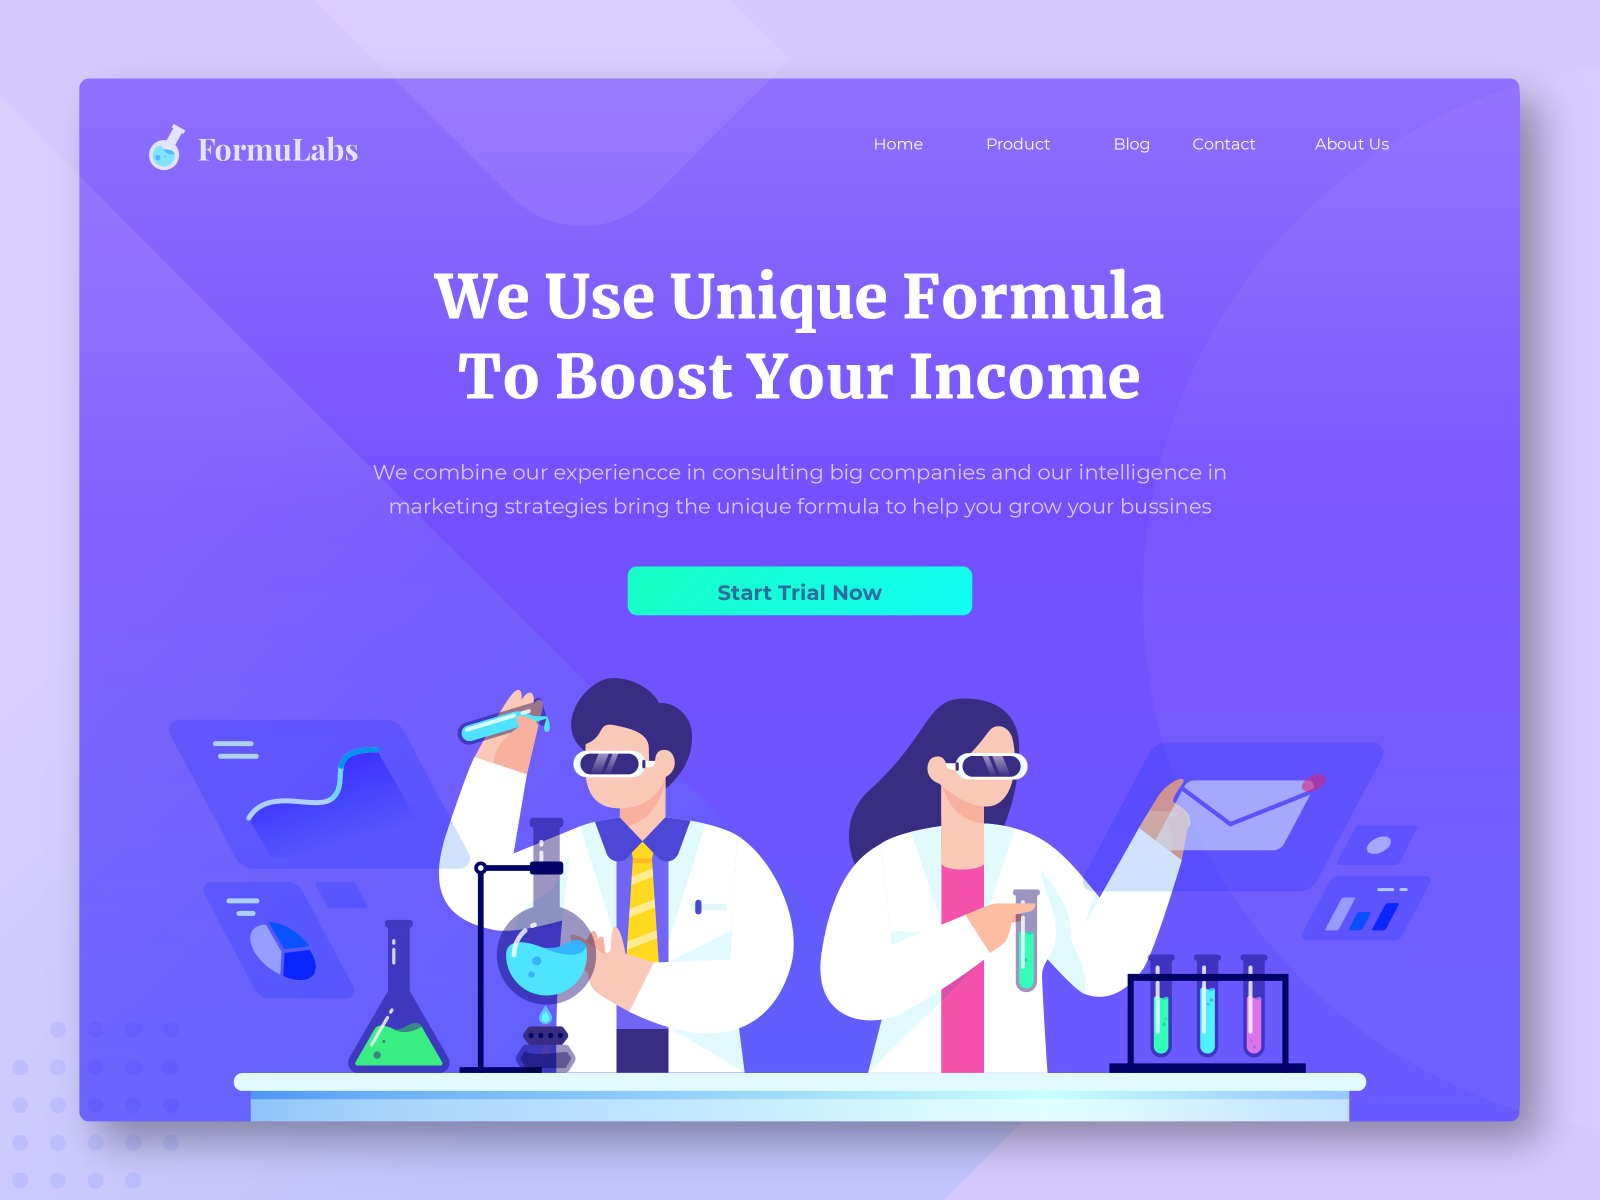 FormuLabs
Home Product Blog Contact About Us
We Use Unique Formula
To Boost Your Income
We combine our experiencce in consulting big companies and our intelligence in
marketing strategies bring the unique formula to help you grow your bussines
Start Trial Now